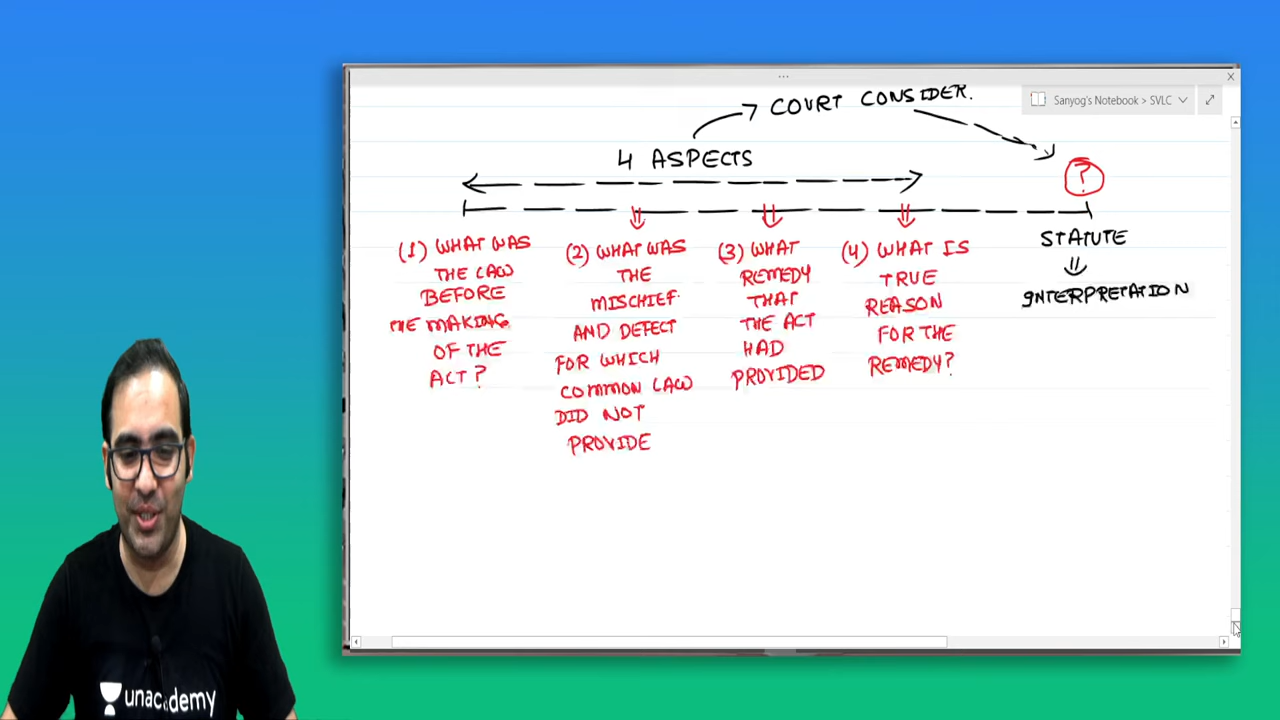 Sanyog's Notebook > SVLC
COURT CONSIDER.
4 ASPECTS
?
STATUTE
INTERPRETATION
(1) WHAT WAS
THE LAW
BEFORE
THE MAKING
OF THE
ACT?
(2) WHAT WAS
THE
MISCHIEF
AND DEFECT
FOR WHICH
COMMON LAW
DID NOT
PROVIDE
(3) WHAT
REMEDY
THAT
THE ACT
HAD
PROVIDED
(4) WHAT IS
TRUE
REASON
FOR THE
REMEDY?
unacademy